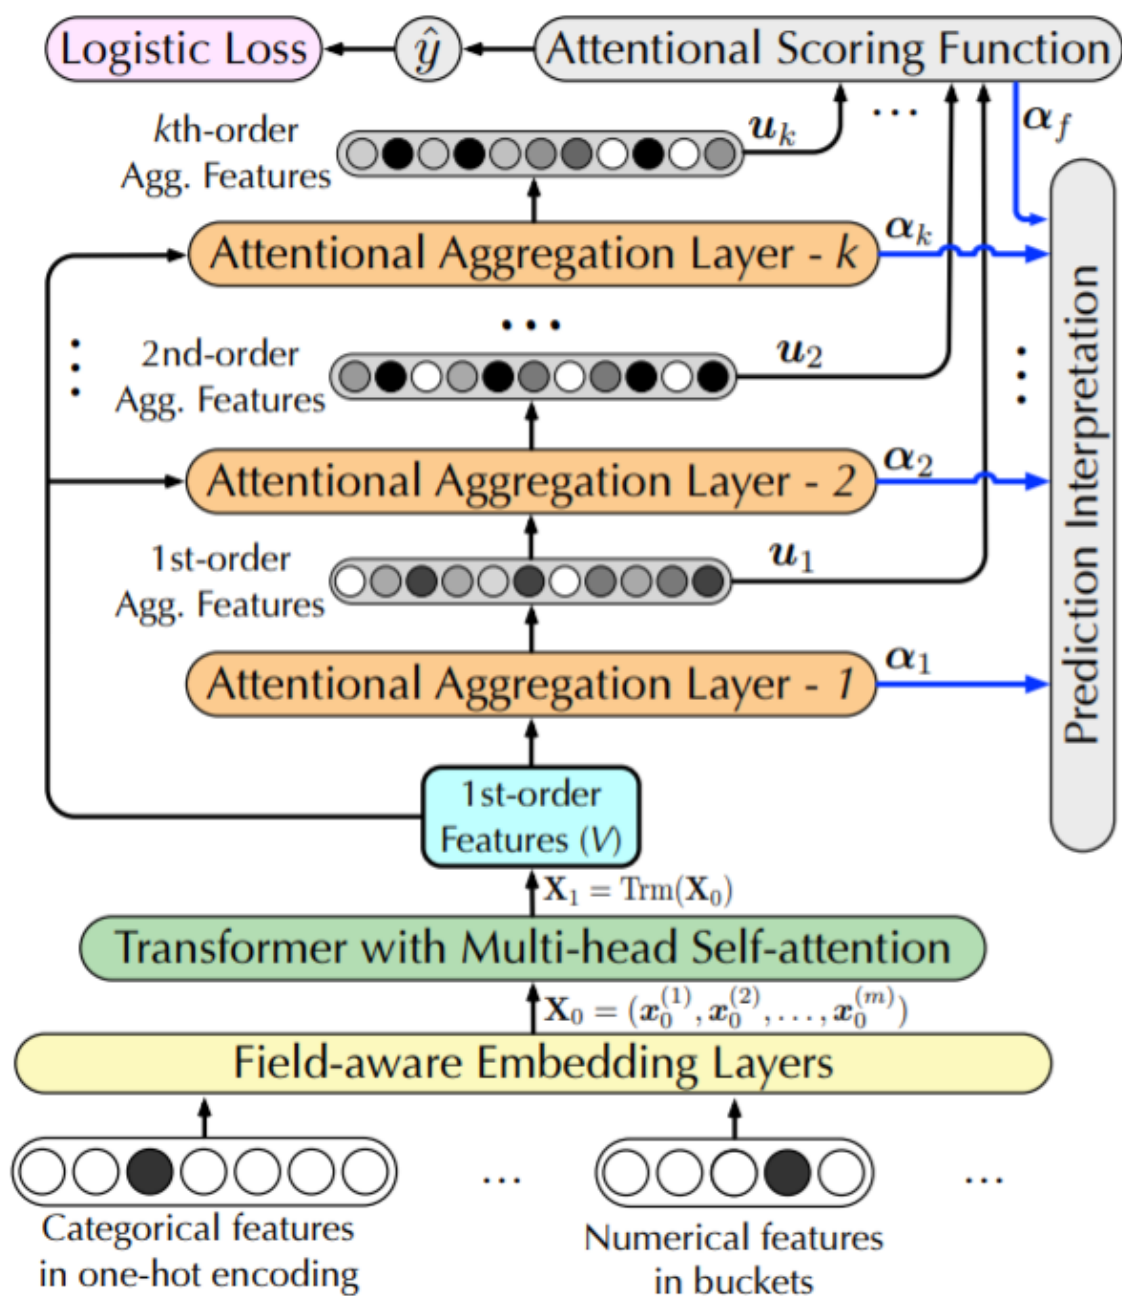 Logistic Loss
ŷ
Attentional Scoring Function
kth-order
Agg. Features
u_k
...
α_f
Attentional Aggregation Layer - k
α_k
...
2nd-order
Agg. Features
u_2
...
...
Attentional Aggregation Layer - 2
α_2
1st-order
Agg. Features
u_1
Attentional Aggregation Layer - 1
α_1
Prediction Interpretation
1st-order
Features (V)
X_1 = Trm(X_0)
Transformer with Multi-head Self-attention
X_0 = (x_0^(1), x_0^(2), ..., x_0^(m))
Field-aware Embedding Layers
...
...
Categorical features
in one-hot encoding
Numerical features
in buckets